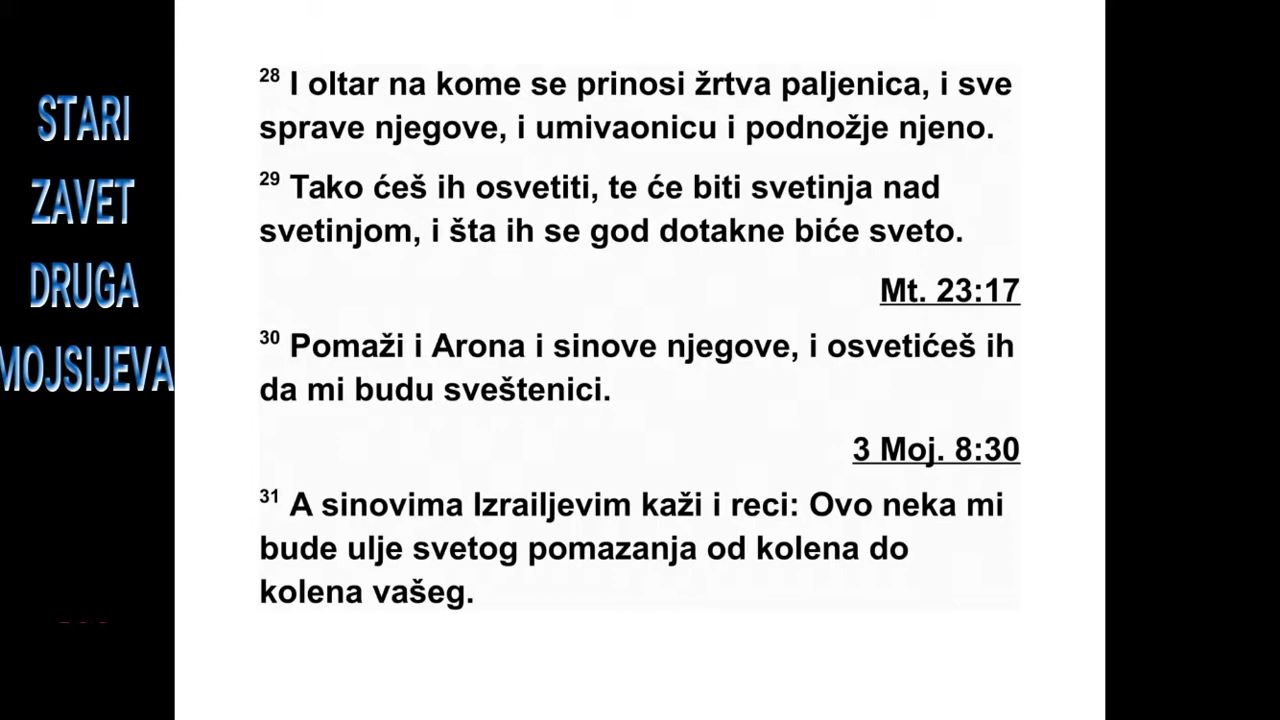 STARI
ZAVET
DRUGA
MOJSIJEVA
28 I oltar na kome se prinosi žrtva paljenica, i sve
sprave njegove, i umivaonicu i podnožje njeno.
29 Tako ćeš ih osvetiti, te će biti svetinja nad
svetinjom, i šta ih se god dotakne biće sveto.
Mt. 23:17
30 Pomaži i Arona i sinove njegove, i osvetićeš ih
da mi budu sveštenici.
3 Moj. 8:30
31 A sinovima Izrailjevim kaži i reci: Ovo neka mi
bude ulje svetog pomazanja od kolena do
kolena vašeg.